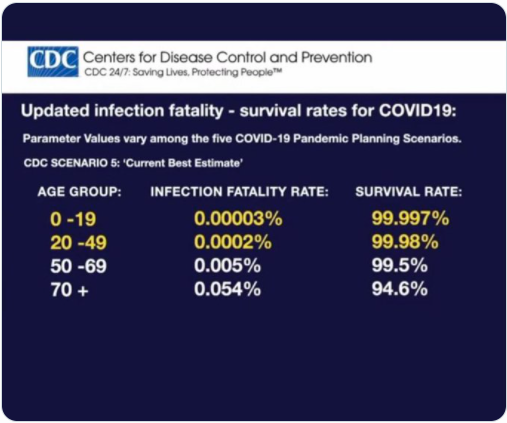 CDC Centers for Disease Control and Prevention
CDC 24/7: Saving Lives, Protecting People™
Updated infection fatality - survival rates for COVID19:
Parameter Values vary among the five COVID-19 Pandemic Planning Scenarios.
CDC SCENARIO 5: ‘Current Best Estimate’
AGE GROUP: INFECTION FATALITY RATE: SURVIVAL RATE:
0 -19 0.00003% 99.997%
20 -49 0.0002% 99.98%
50 -69 0.005% 99.5%
70 + 0.054% 94.6%